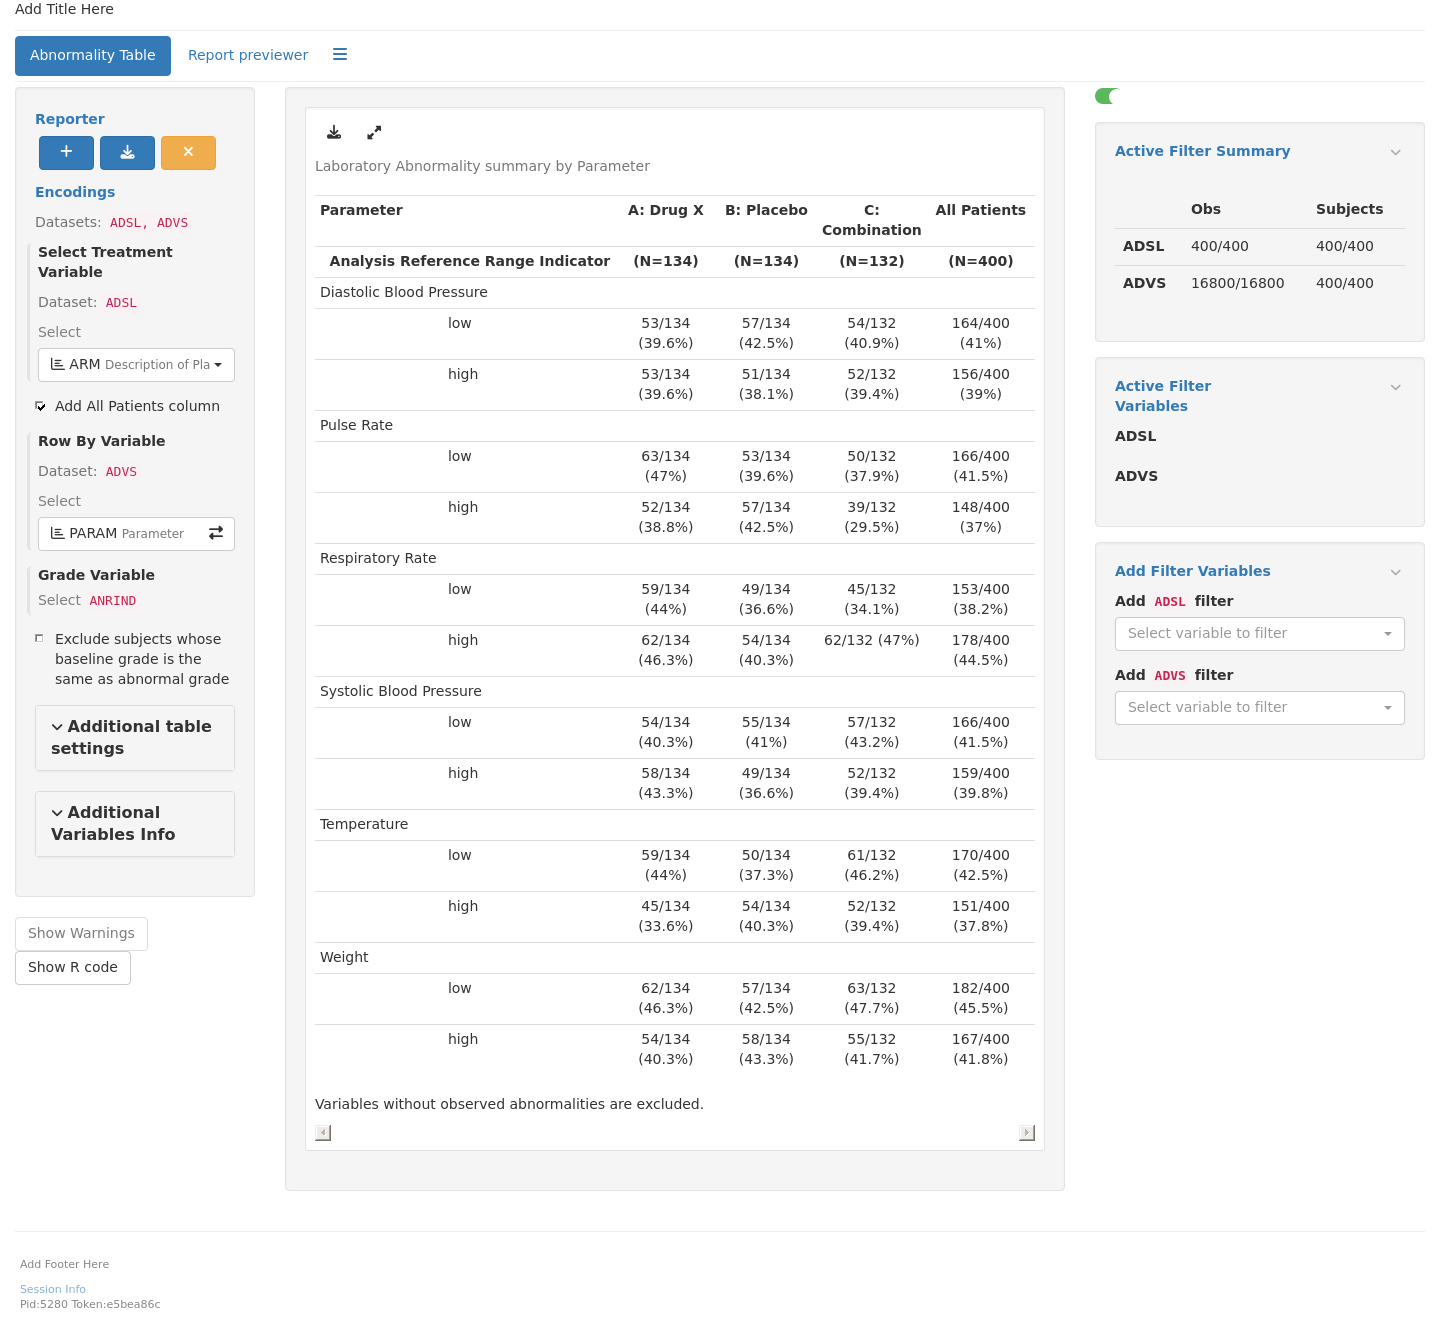 Add Title Here
Abnormality Table
Report previewer
Reporter
Encodings
Datasets: ADSL, ADVS
Select Treatment
Variable
Dataset: ADSL
Select
ARM Description of Pla
Add All Patients column
Row By Variable
Dataset: ADVS
Select
PARAM Parameter
Grade Variable
Select ANRIND
Exclude subjects whose
baseline grade is the
same as abnormal grade
Additional table
settings
Additional
Variables Info
Show Warnings
Show R code
Laboratory Abnormality summary by Parameter
Parameter A: Drug X B: Placebo C: All Patients
Combination
Analysis Reference Range Indicator (N=134) (N=134) (N=132) (N=400)
Diastolic Blood Pressure
low 53/134 57/134 54/132 164/400
(39.6%) (42.5%) (40.9%) (41%)
high 53/134 51/134 52/132 156/400
(39.6%) (38.1%) (39.4%) (39%)
Pulse Rate
low 63/134 53/134 50/132 166/400
(47%) (39.6%) (37.9%) (41.5%)
high 52/134 57/134 39/132 148/400
(38.8%) (42.5%) (29.5%) (37%)
Respiratory Rate
low 59/134 49/134 45/132 153/400
(44%) (36.6%) (34.1%) (38.2%)
high 62/134 54/134 62/132 (47%) 178/400
(46.3%) (40.3%) (44.5%)
Systolic Blood Pressure
low 54/134 55/134 57/132 166/400
(40.3%) (41%) (43.2%) (41.5%)
high 58/134 49/134 52/132 159/400
(43.3%) (36.6%) (39.4%) (39.8%)
Temperature
low 59/134 50/134 61/132 170/400
(44%) (37.3%) (46.2%) (42.5%)
high 45/134 54/134 52/132 151/400
(33.6%) (40.3%) (39.4%) (37.8%)
Weight
low 62/134 57/134 63/132 182/400
(46.3%) (42.5%) (47.7%) (45.5%)
high 54/134 58/134 55/132 167/400
(40.3%) (43.3%) (41.7%) (41.8%)
Variables without observed abnormalities are excluded.
Active Filter Summary
Obs Subjects
ADSL 400/400 400/400
ADVS 16800/16800 400/400
Active Filter
Variables
ADSL
ADVS
Add Filter Variables
Add ADSL filter
Select variable to filter
Add ADVS filter
Select variable to filter
Add Footer Here
Session Info
Pid:5280 Token:e5bea86c